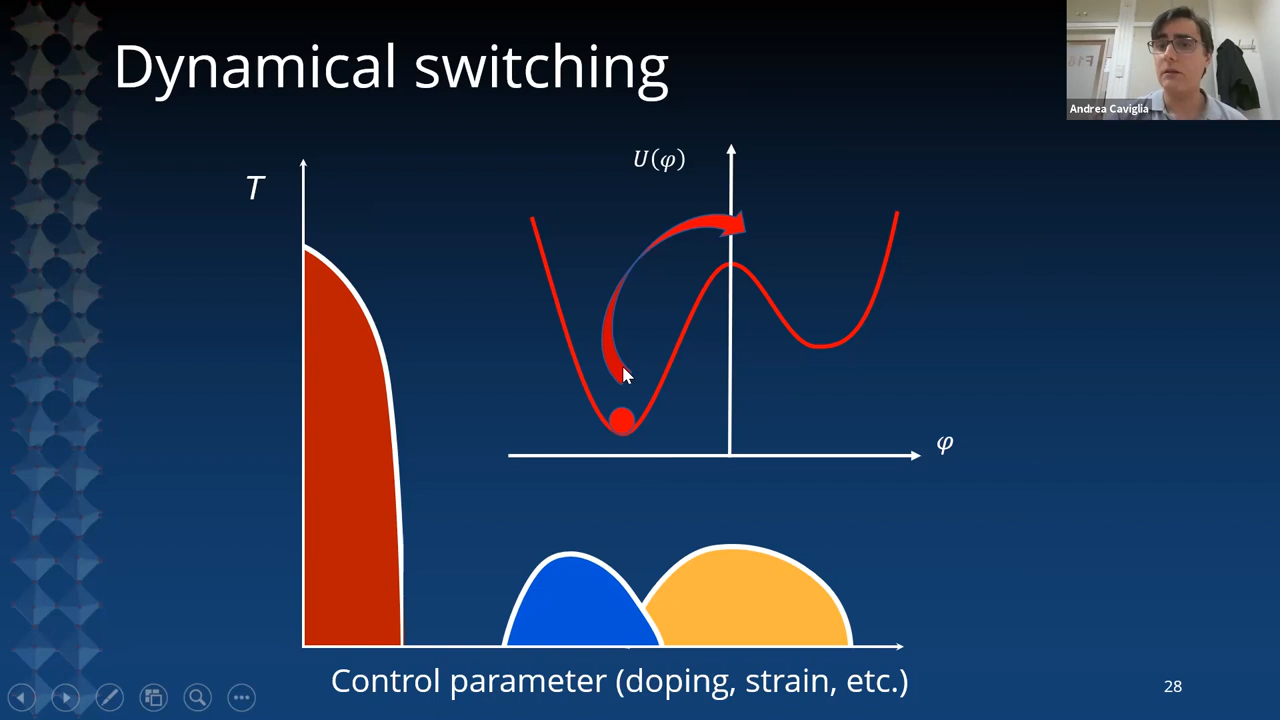 Dynamical switching
Andrea Caviglia
U(φ)
T
φ
Control parameter (doping, strain, etc.)
28